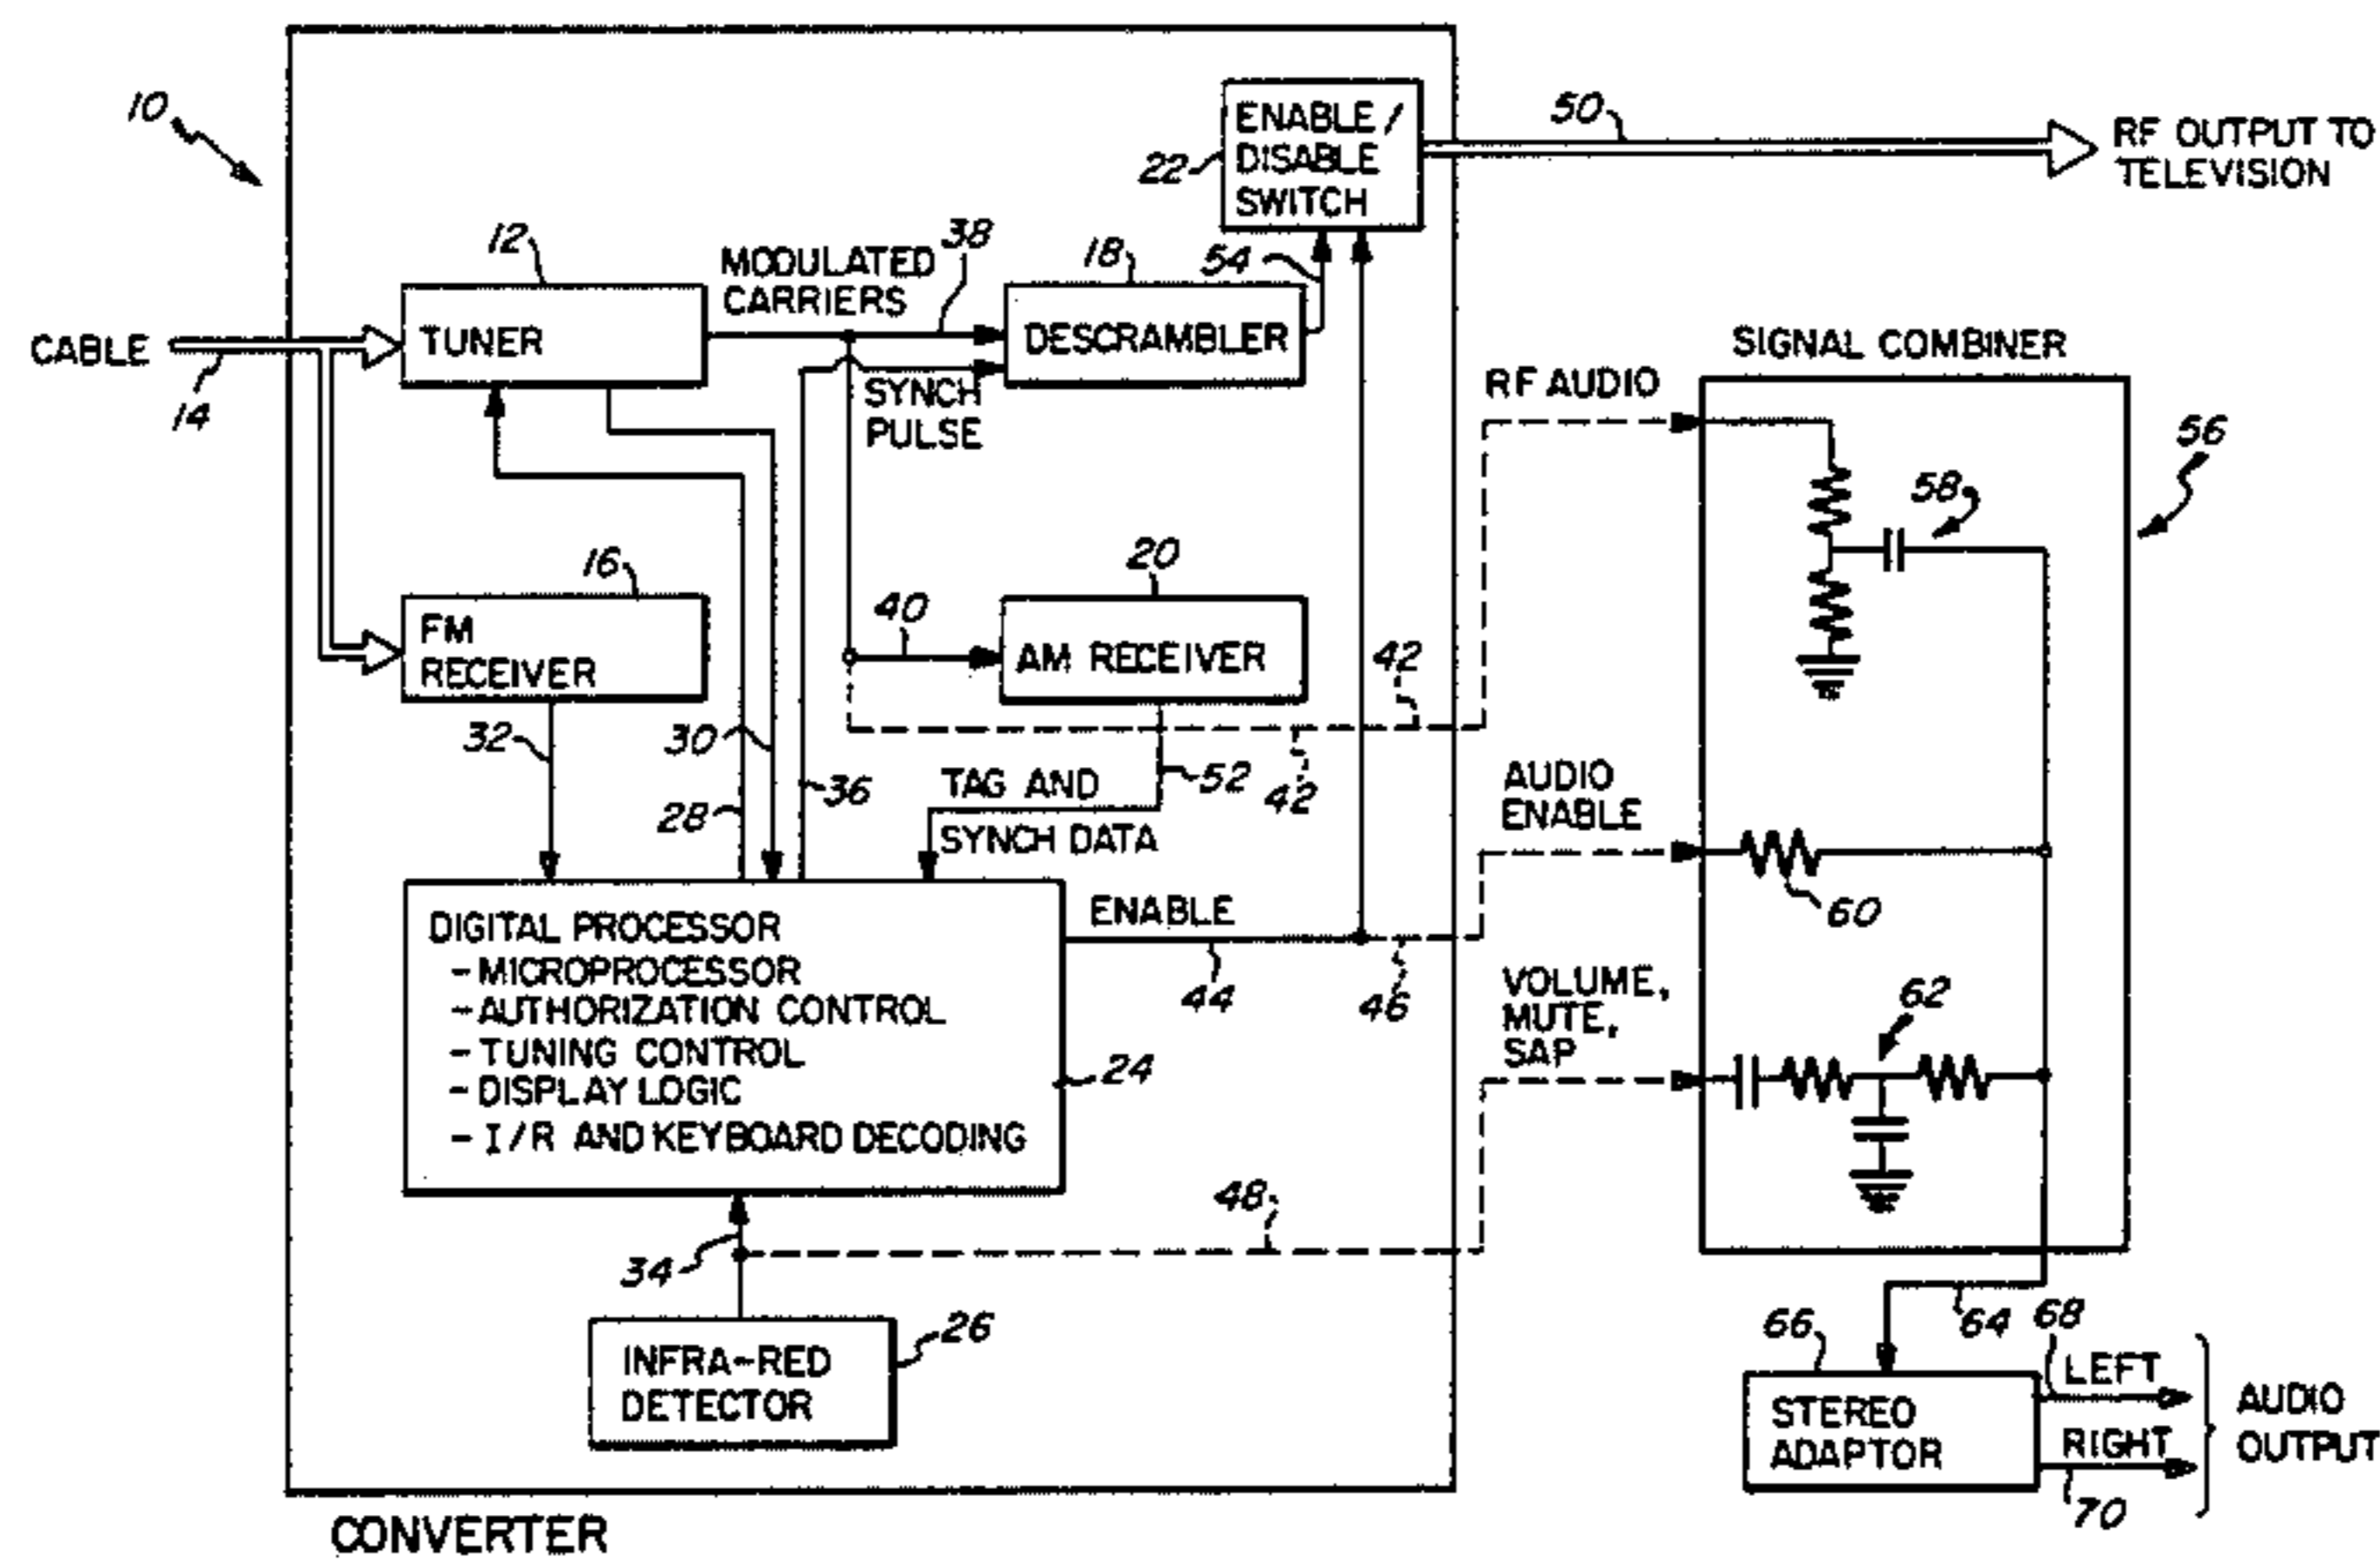 10
CABLE
14
12
TUNER
MODULATED
CARRIERS
38
18
DESCRAMBLER
54
22
ENABLE/
DISABLE
SWITCH
50
RF OUTPUT TO
TELEVISION
SYNCH
PULSE
16
FM
RECEIVER
40
20
AM RECEIVER
42
42
32
30
28
36
TAG AND
SYNCH DATA
52
DIGITAL PROCESSOR
- MICROPROCESSOR
- AUTHORIZATION CONTROL
- TUNING CONTROL
- DISPLAY LOGIC
- I/R AND KEYBOARD DECODING
24
ENABLE
44
46
34
48
INFRA-RED
DETECTOR
26
CONVERTER
SIGNAL COMBINER
RF AUDIO
56
58
AUDIO
ENABLE
60
VOLUME,
MUTE,
SAP
62
64
66
STEREO
ADAPTOR
68
LEFT
RIGHT
70
AUDIO
OUTPUT